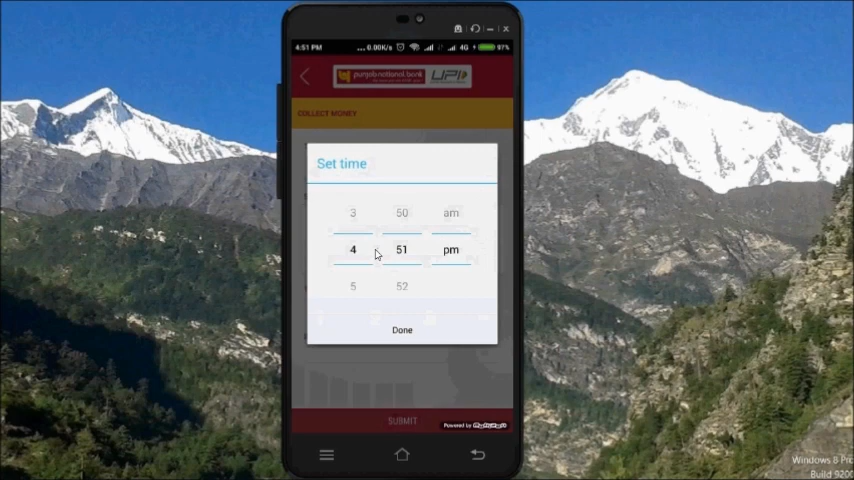 4:51 PM
...0.00K/s
4G
97%
punjab national bank
UPI
COLLECT MONEY
Set time
3 50 am
4 51 pm
5 52
Done
SUBMIT
Powered by
Windows 8 Pro
Build 9200